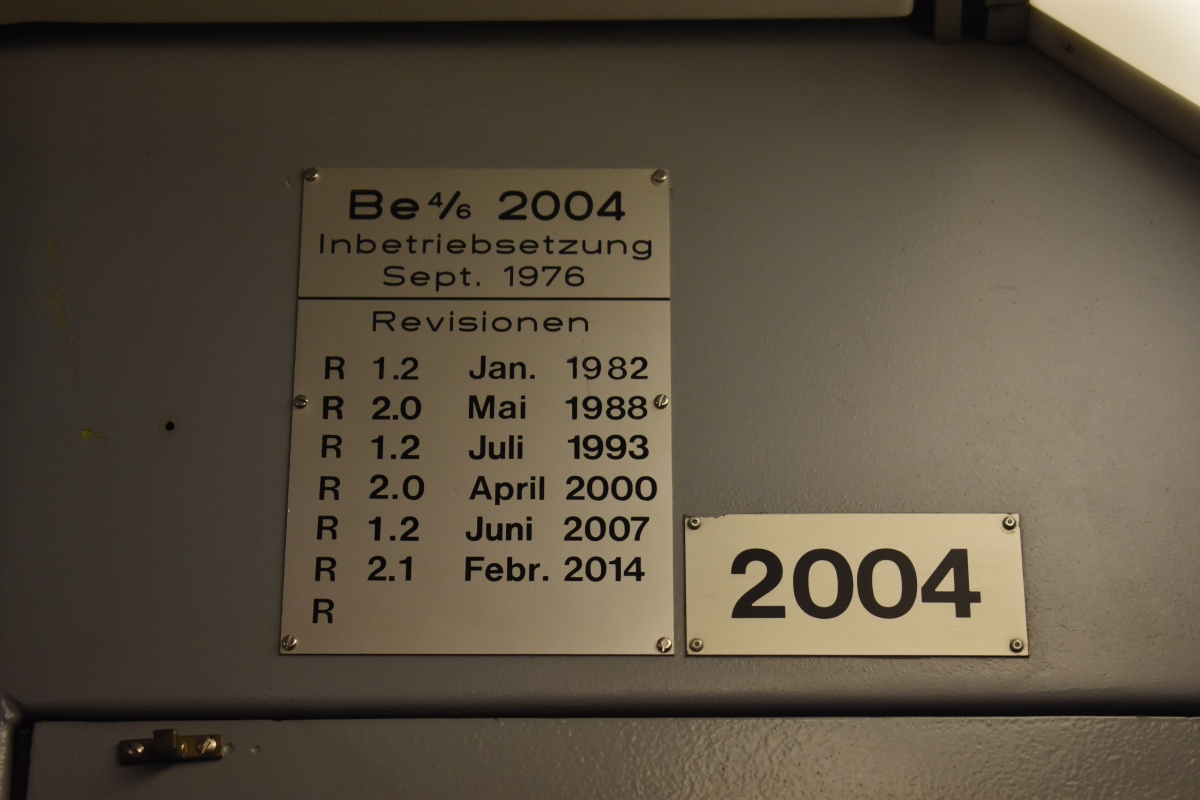 Be 4/6 2004
Inbetriebsetzung
Sept. 1976
Revisionen
R 1.2 Jan. 1982
R 2.0 Mai 1988
R 1.2 Juli 1993
R 2.0 April 2000
R 1.2 Juni 2007
R 2.1 Febr. 2014
R
2004